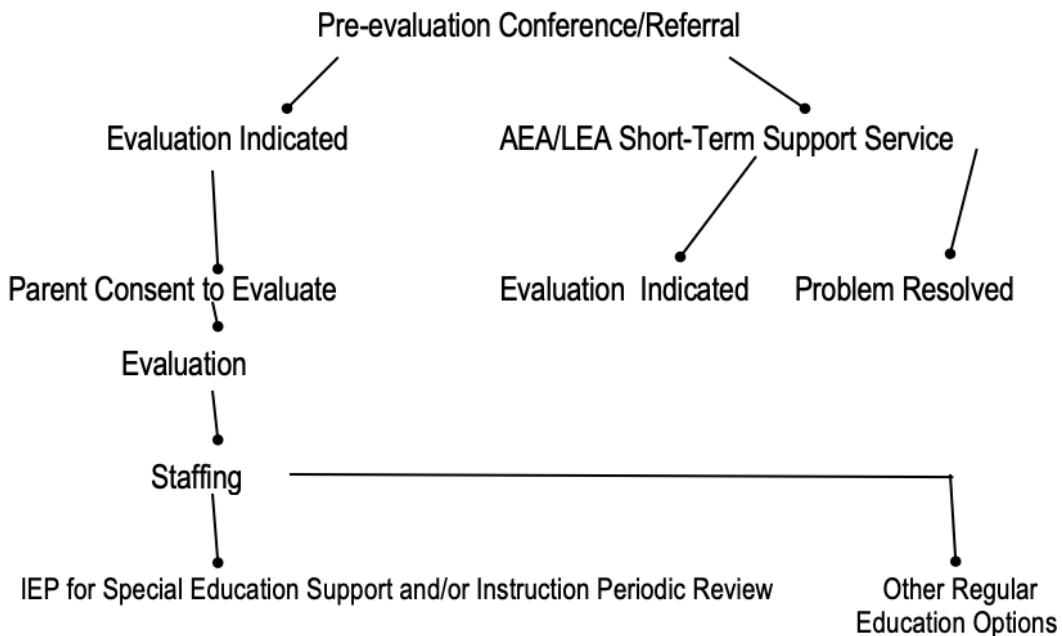 Pre-evaluation Conference/Referral
Evaluation Indicated
AEA/LEA Short-Term Support Service
Parent Consent to Evaluate
Evaluation Indicated
Problem Resolved
Evaluation
Staffing
IEP for Special Education Support and/or Instruction Periodic Review
Other Regular
Education Options